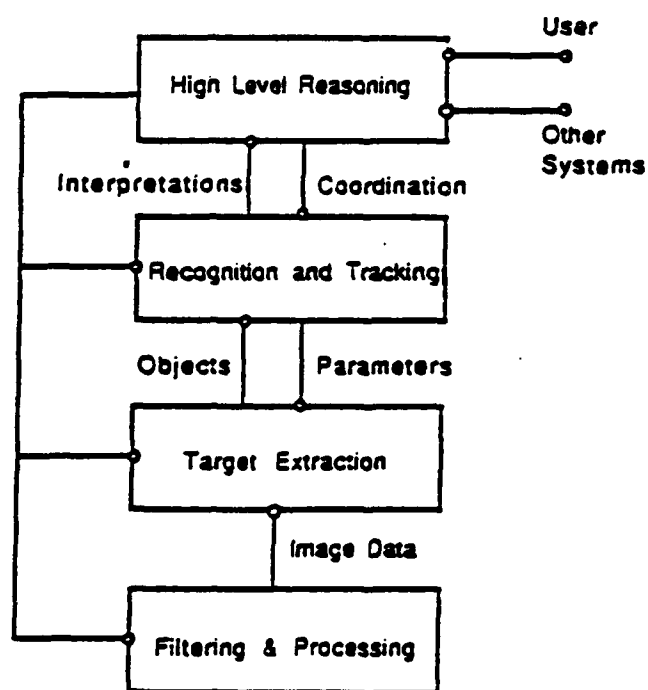 User
High Level Reasoning
Other
Systems
Interpretations
Coordination
Recognition and Tracking
Objects
Parameters
Target Extraction
Image Data
Filtering & Processing